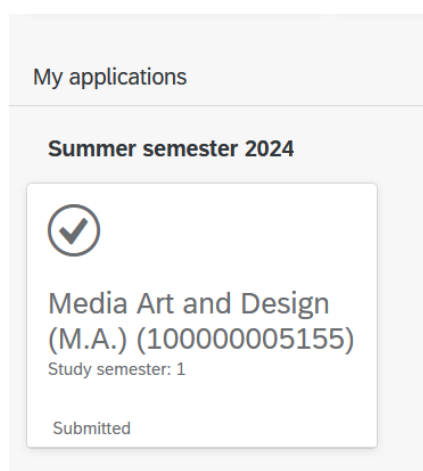 My applications
Summer semester 2024
Media Art and Design
(M.A.) (100000005155)
Study semester: 1
Submitted